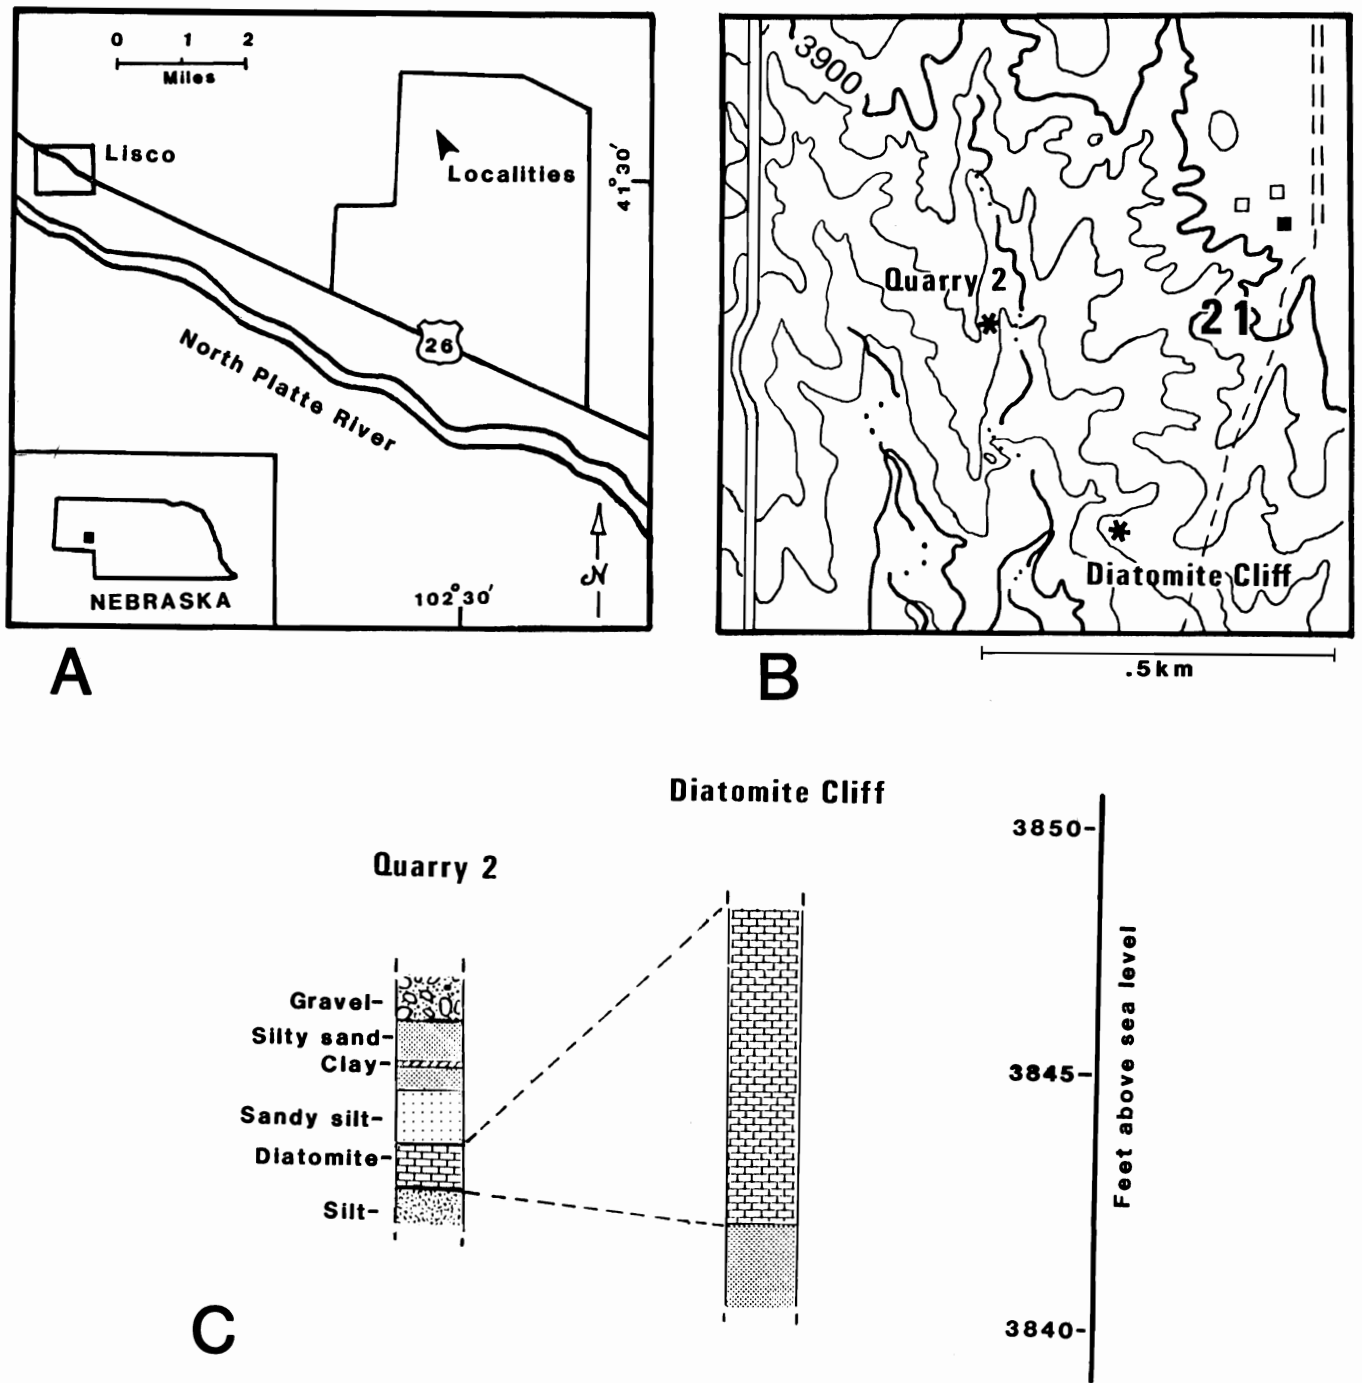 0 1 2
Miles
Lisco
Localities
41°30′
26
North Platte River
N
NEBRASKA
102°30′
A
3900
Quarry 2
21
Diatomite Cliff
.5km
B
Diatomite Cliff
Quarry 2
Gravel-
Silty sand-
Clay-
Sandy silt-
Diatomite-
Silt-
3850-
3845-
3840-
Feet above sea level
C